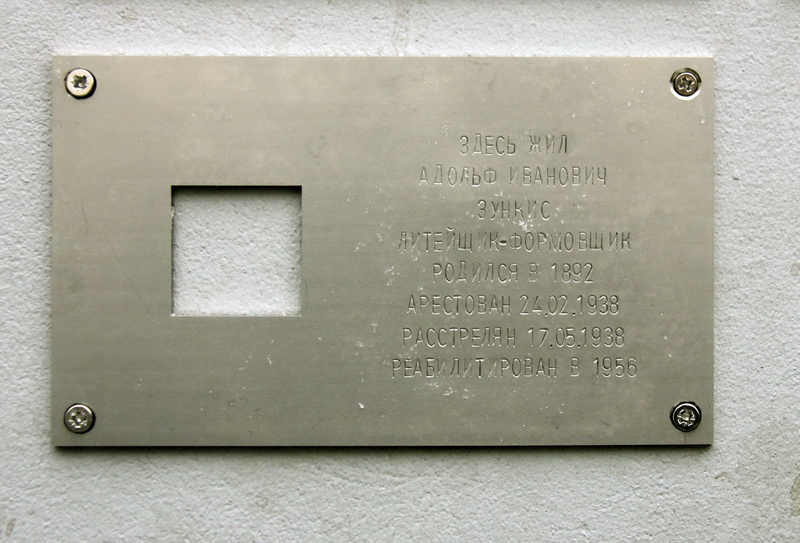 ЗДЕСЬ ЖИЛ
АДОЛЬФ ИВАНОВИЧ
ЗУНКИС
ЛИТЕЙЩИК-ФОРМОВЩИК
РОДИЛСЯ В 1892
АРЕСТОВАН 24.02.1938
РАССТРЕЛЯН 17.05.1938
РЕАБИЛИТИРОВАН В 1956